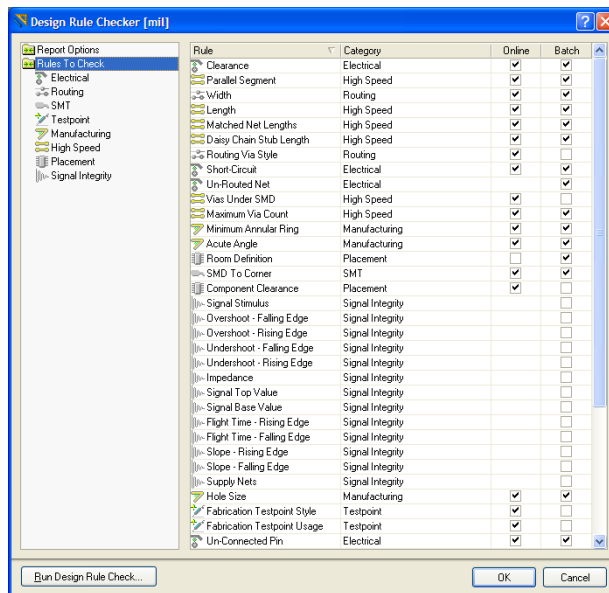 Design Rule Checker [mil]
Report Options
Rules To Check
Electrical
Routing
SMT
Testpoint
Manufacturing
High Speed
Placement
Signal Integrity
Rule Category Online Batch
Clearance Electrical
Parallel Segment High Speed
Width Routing
Length High Speed
Matched Net Lengths High Speed
Daisy Chain Stub Length High Speed
Routing Via Style Routing
Short-Circuit Electrical
Un-Routed Net Electrical
Vias Under SMD High Speed
Maximum Via Count High Speed
Minimum Annular Ring Manufacturing
Acute Angle Manufacturing
Room Definition Placement
SMD To Corner SMT
Component Clearance Placement
Signal Stimulus Signal Integrity
Overshoot - Falling Edge Signal Integrity
Overshoot - Rising Edge Signal Integrity
Undershoot - Falling Edge Signal Integrity
Undershoot - Rising Edge Signal Integrity
Impedance Signal Integrity
Signal Top Value Signal Integrity
Signal Base Value Signal Integrity
Flight Time - Rising Edge Signal Integrity
Flight Time - Falling Edge Signal Integrity
Slope - Rising Edge Signal Integrity
Slope - Falling Edge Signal Integrity
Supply Nets Signal Integrity
Hole Size Manufacturing
Fabrication Testpoint Style Testpoint
Fabrication Testpoint Usage Testpoint
Un-Connected Pin Electrical
Run Design Rule Check... OK Cancel